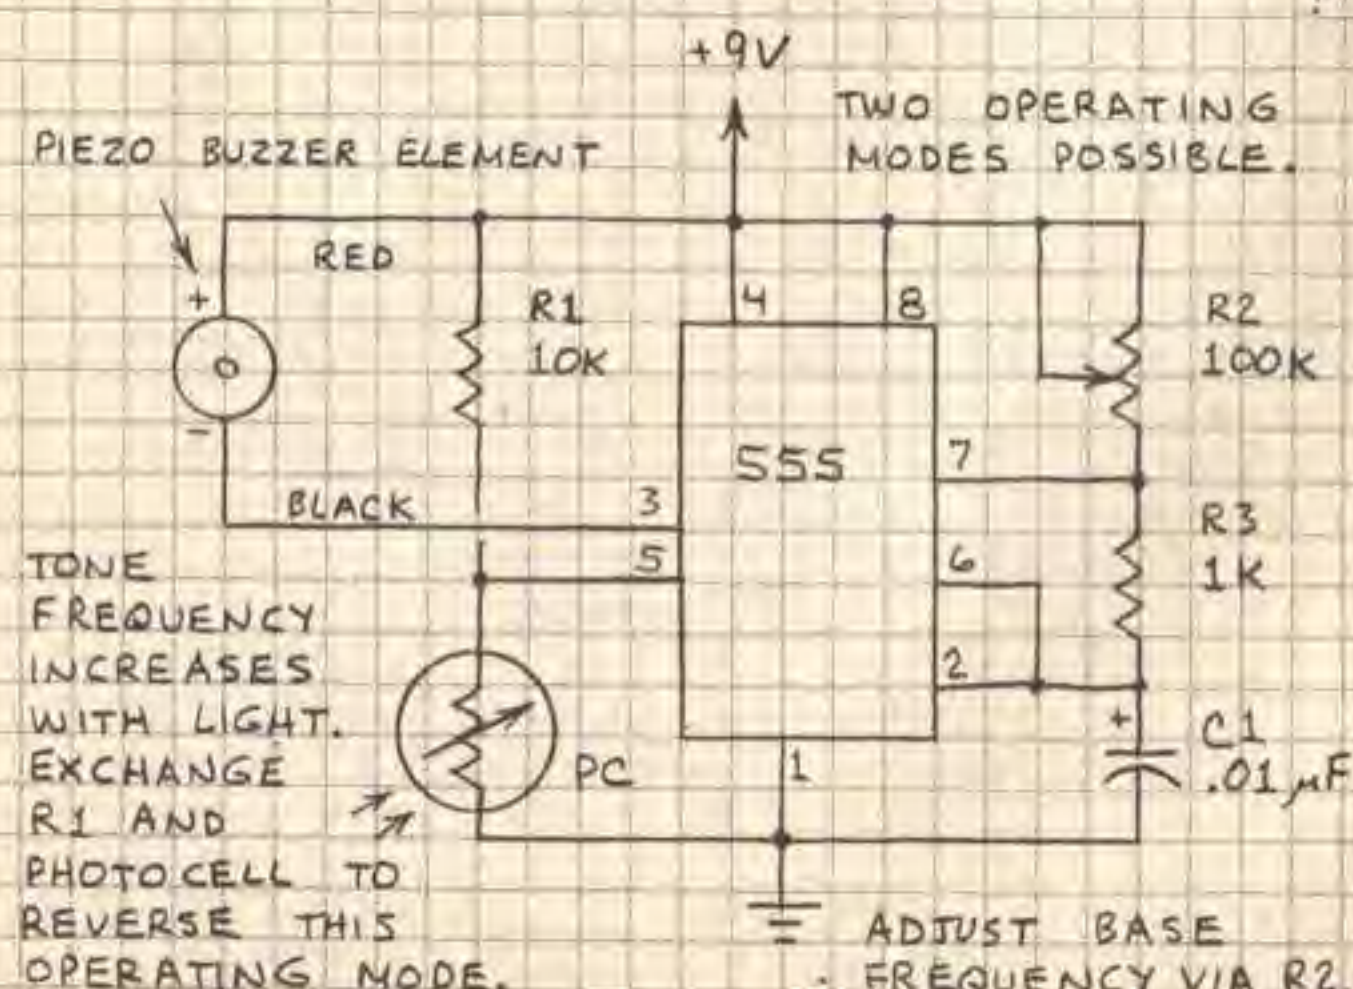 +9V
TWO OPERATING
MODES POSSIBLE.
PIEZO BUZZER ELEMENT
RED
+
-
R1
10K
4
8
R2
100K
555
7
BLACK
3
5
6
R3
1K
2
TONE
FREQUENCY
INCREASES
WITH LIGHT.
EXCHANGE
R1 AND
PHOTOCELL TO
REVERSE THIS
OPERATING MODE.
PC
1
+
C1
.01 µF
ADJUST BASE
FREQUENCY VIA R2